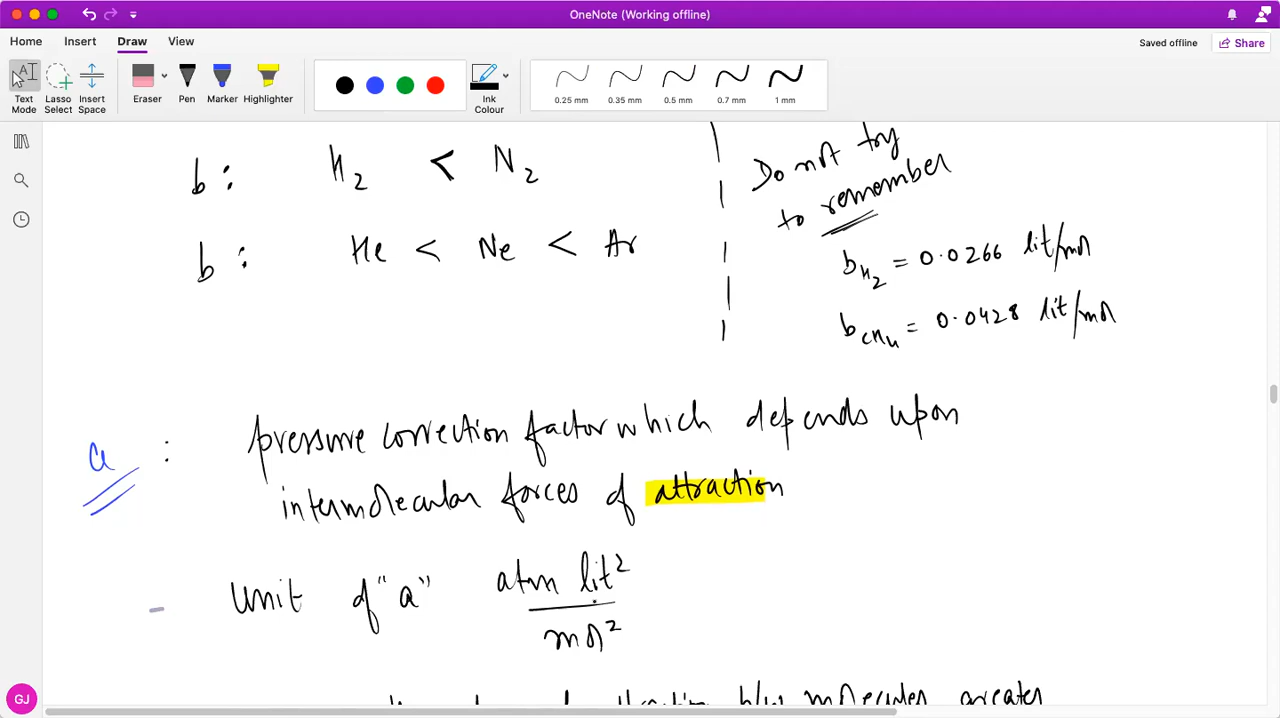 OneNote (Working offline)
Home Insert Draw View
Saved offline Share
Text Mode Lasso Select Insert Space Eraser Pen Marker Highlighter Ink Colour 0.25 mm 0.35 mm 0.5 mm 0.7 mm 1 mm
b: H2 < N2
b: He < Ne < Ar
Do not try
to remember
bH2 = 0.0266 lit/mol
bCH4 = 0.0428 lit/mol
a : pressure correction factor which depends upon
intermolecular forces of attraction
Unit of "a" atm lit²
mol²
attraction b/w molecules greater
GJ